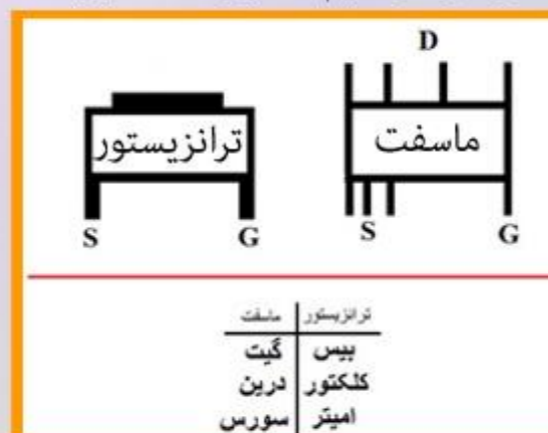 D
ترانزیستور ماسفت
S G S G
ترانزیستور ماسفت
بیس گیت
کلکتور درین
امیتر سورس